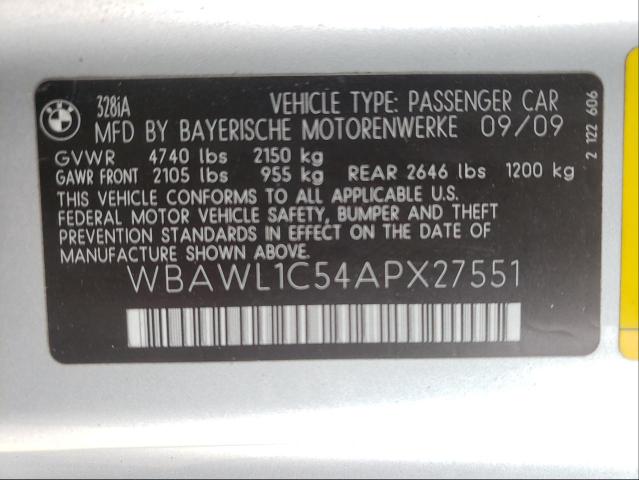 BMW
328iA VEHICLE TYPE: PASSENGER CAR
MFD BY BAYERISCHE MOTORENWERKE 09/09
GVWR 4740 lbs 2150 kg
GAWR FRONT 2105 lbs 955 kg REAR 2646 lbs 1200 kg
THIS VEHICLE CONFORMS TO ALL APPLICABLE U.S.
FEDERAL MOTOR VEHICLE SAFETY, BUMPER AND THEFT
PREVENTION STANDARDS IN EFFECT ON THE DATE OF
MANUFACTURE SHOWN ABOVE.
WBAWL1C54APX27551
2 122 606